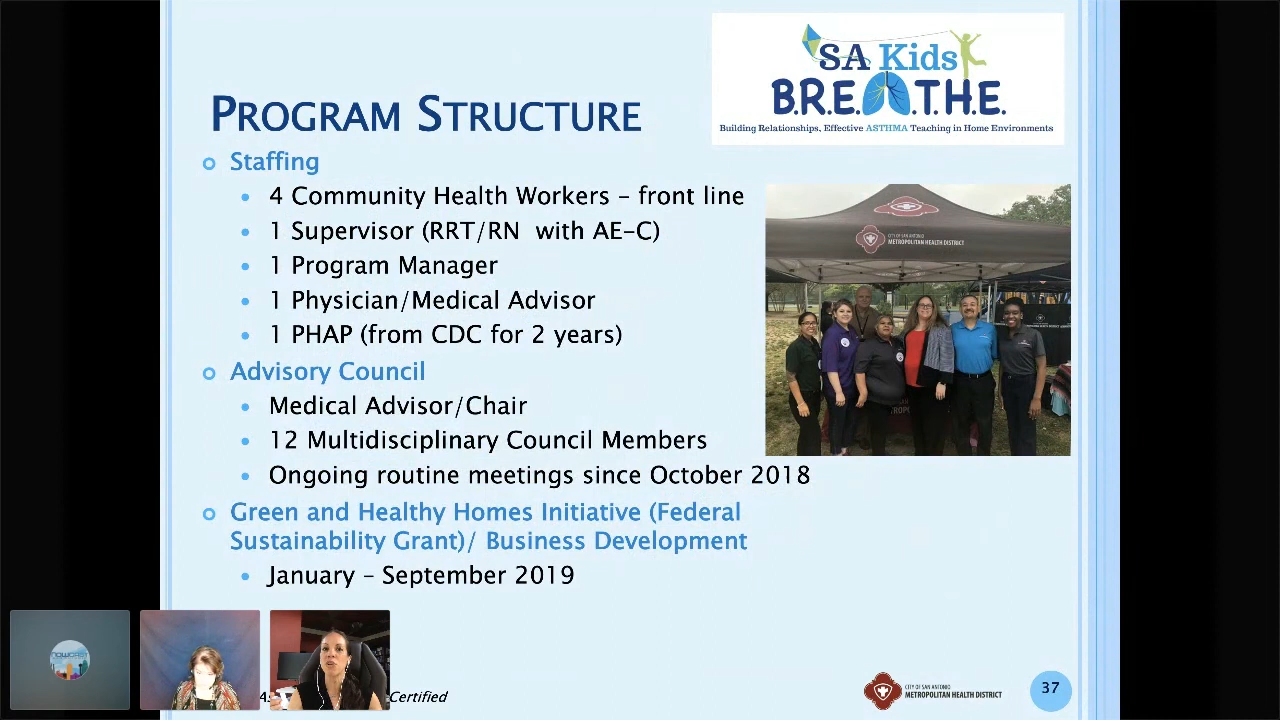 SA Kids
B.R.E.A.T.H.E.
Building Relationships, Effective ASTHMA Teaching in Home Environments
PROGRAM STRUCTURE
Staffing
4 Community Health Workers – front line
1 Supervisor (RRT/RN with AE-C)
1 Program Manager
1 Physician/Medical Advisor
1 PHAP (from CDC for 2 years)
Advisory Council
Medical Advisor/Chair
12 Multidisciplinary Council Members
Ongoing routine meetings since October 2018
Green and Healthy Homes Initiative (Federal
Sustainability Grant)/ Business Development
January – September 2019
CITY OF SAN ANTONIO
METROPOLITAN HEALTH DISTRICT
NOWCAST
Certified
CITY OF SAN ANTONIO
METROPOLITAN HEALTH DISTRICT
37